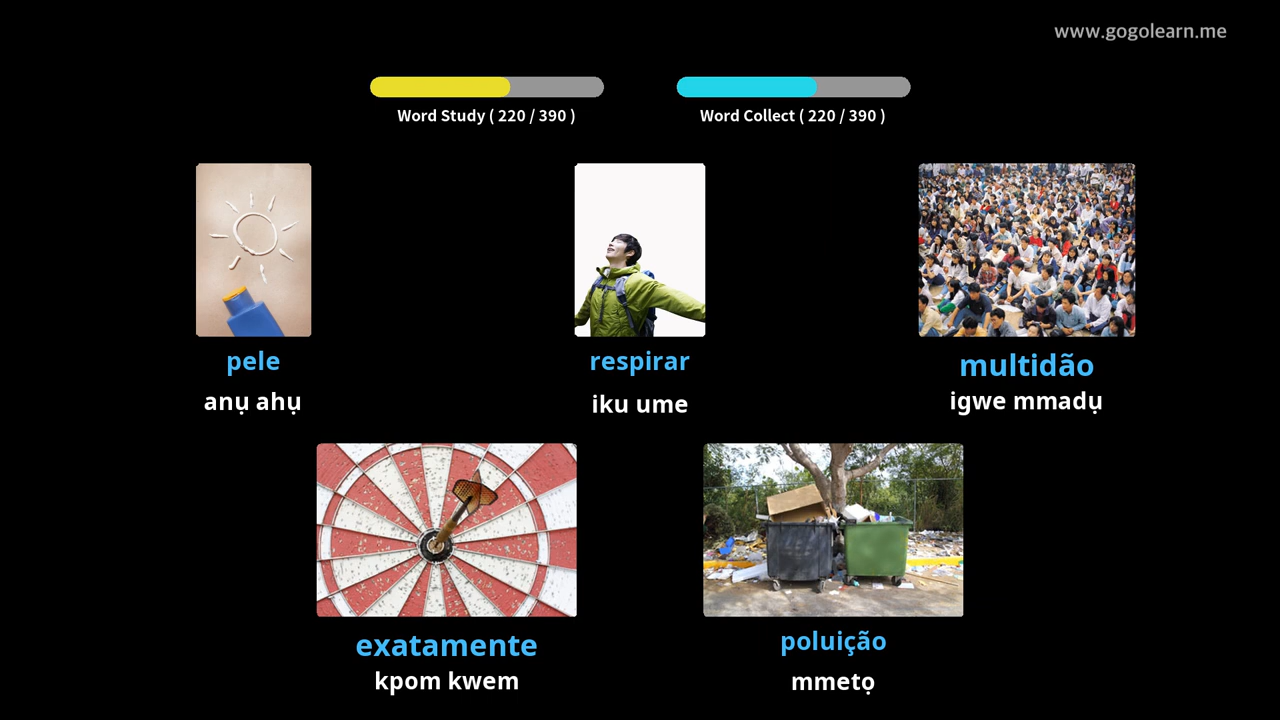 www.gogolearn.me
Word Study ( 220 / 390 )
Word Collect ( 220 / 390 )
pele
anụ ahụ
respirar
iku ume
multidão
igwe mmadụ
exatamente
kpom kwem
poluição
mmetọ